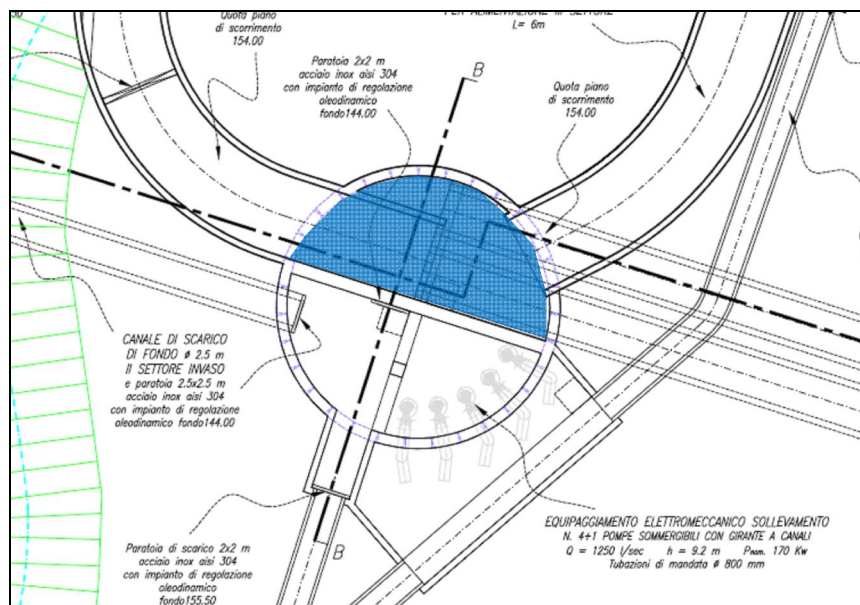 Quota piano
di scorrimento
154.00
PER ALIMENTAZIONE III SETTORE
L= 6m
Paratoia 2x2 m
acciaio inox aisi 304
con impianto di regolazione
oleodinamico
fondo144.00
B
Quota piano
di scorrimento
154.00
CANALE DI SCARICO
DI FONDO ø 2.5 m
II SETTORE INVASO
e paratoia 2.5x2.5 m
acciaio inox aisi 304
con impianto di regolazione
oleodinamico fondo144.00
EQUIPAGGIAMENTO ELETTROMECCANICO SOLLEVAMENTO
N. 4+1 POMPE SOMMERGIBILI CON GIRANTE A CANALI
Q = 1250 l/sec h = 9.2 m Pnom. 170 Kw
Tubazioni di mandata ø 800 mm
Paratoia di scarico 2x2 m
acciaio inox aisi 304
con impianto di regolazione
oleodinamico
fondo155.50
B